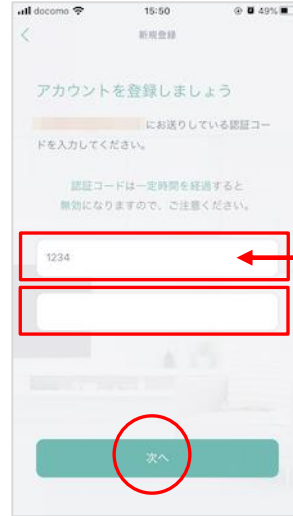 docomo 15:50 49%
新規登録
アカウントを登録しましょう
にお送りしている認証コー
ドを入力してください。
認証コードは一定時間を経過すると
無効になりますので、ご注意ください。
1234
次へ